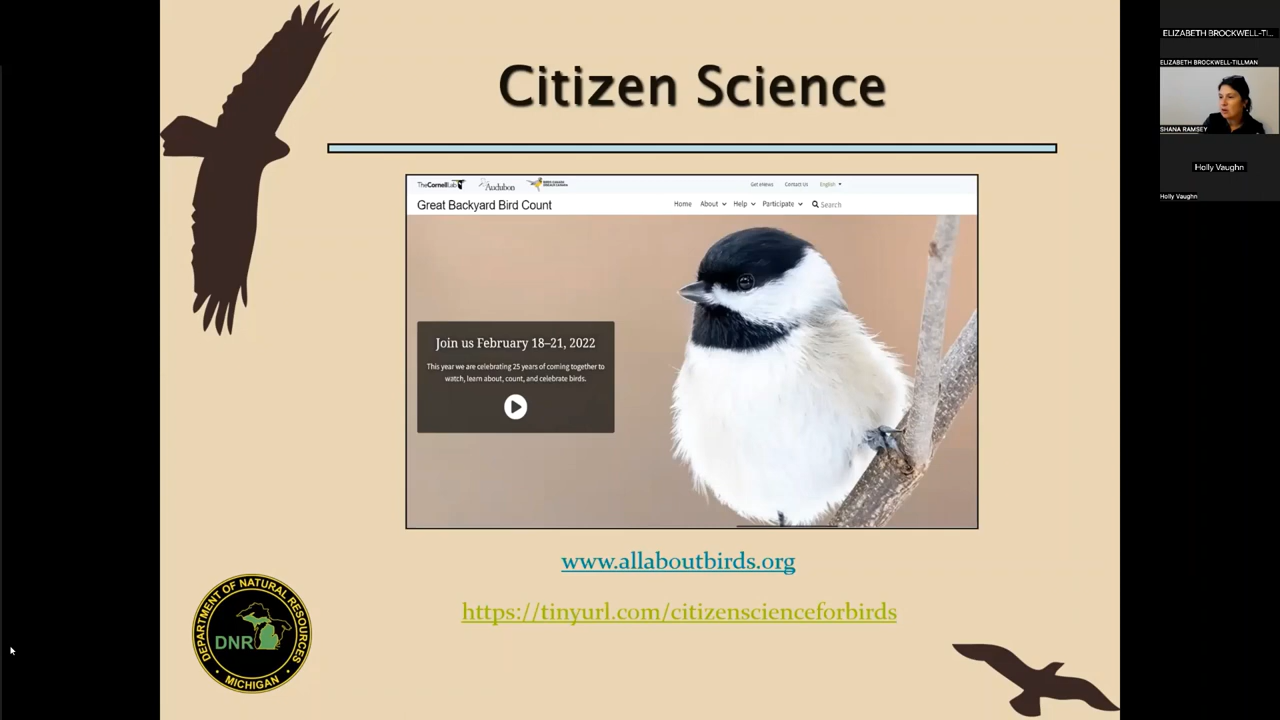 Citizen Science
TheCornellLab
Audubon
Get eNews
Contact Us
English
Great Backyard Bird Count
Home
About
Help
Participate
Search
Join us February 18–21, 2022
This year we are celebrating 25 years of coming together to
watch, learn about, count, and celebrate birds.
www.allaboutbirds.org
https://tinyurl.com/citizenscienceforbirds
DEPARTMENT OF NATURAL RESOURCES
DNR
MICHIGAN
ELIZABETH BROCKWELL-TI...
ELIZABETH BROCKWELL-TILLMAN
SHANA RAMSEY
Holly Vaughn
Holly Vaughn